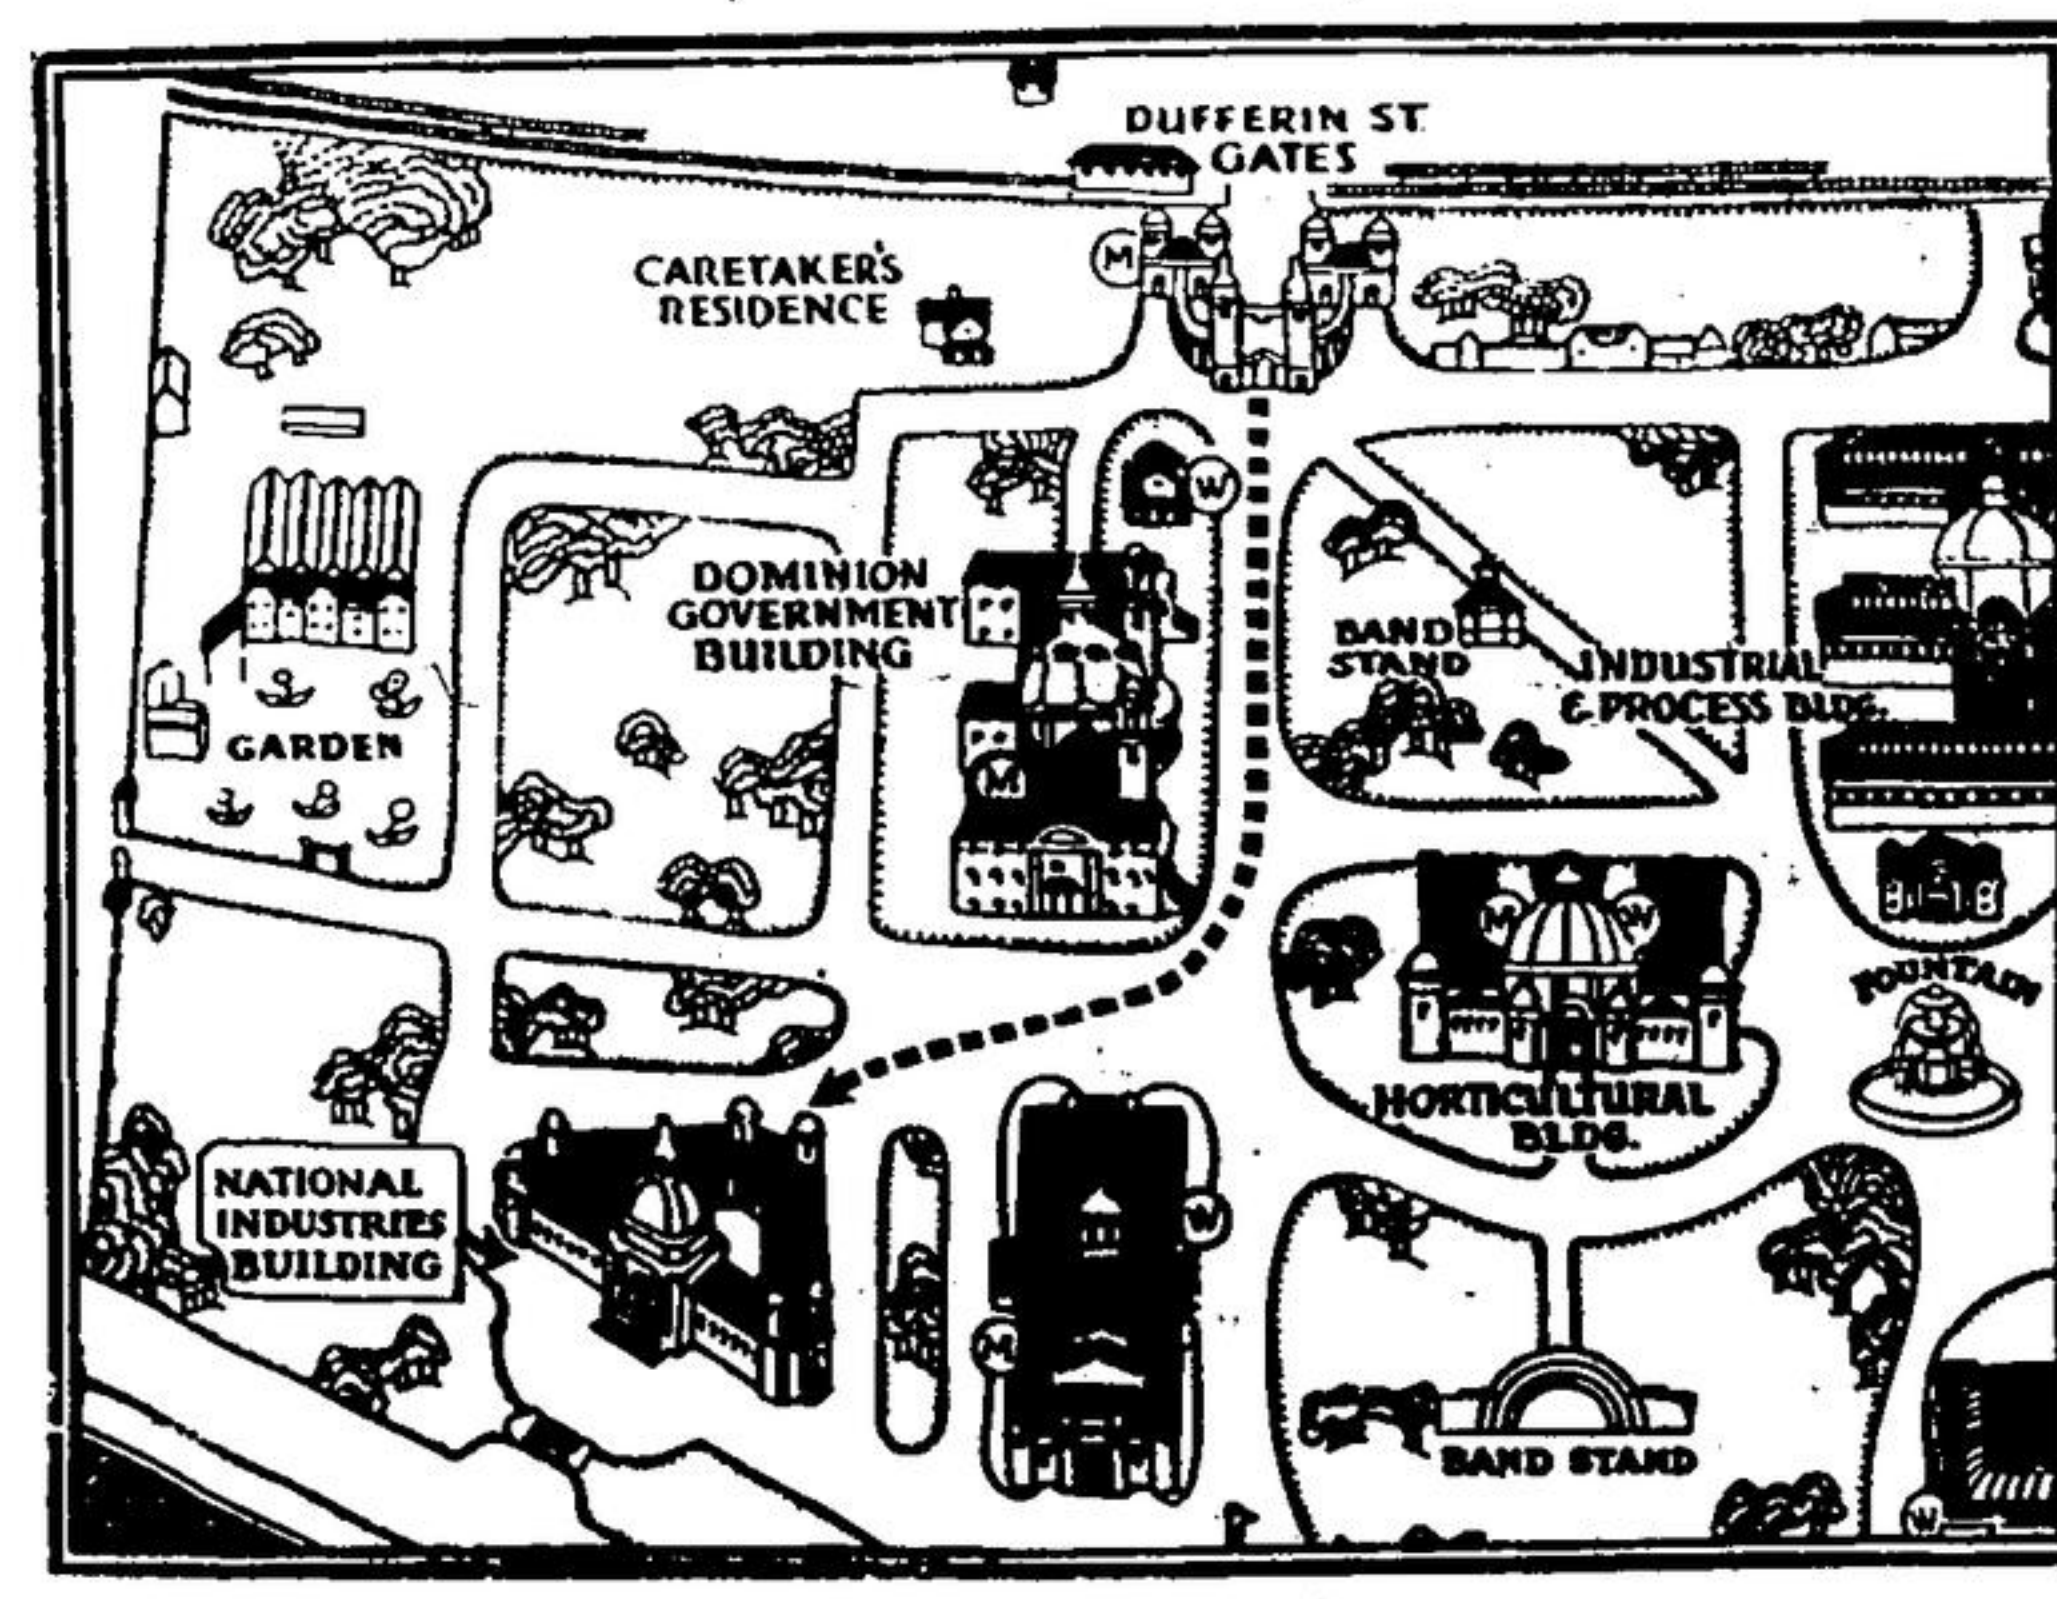 DUFFERIN ST.
GATES
CARETAKER'S
RESIDENCE
M
W
DOMINION
GOVERNMENT
BUILDING
BAND
STAND
INDUSTRIAL
& PROCESS BLDG.
GARDEN
M
M
W
FOUNTAIN
HORTICULTURAL
BLDG.
NATIONAL
INDUSTRIES
BUILDING
W
M
BAND STAND
W